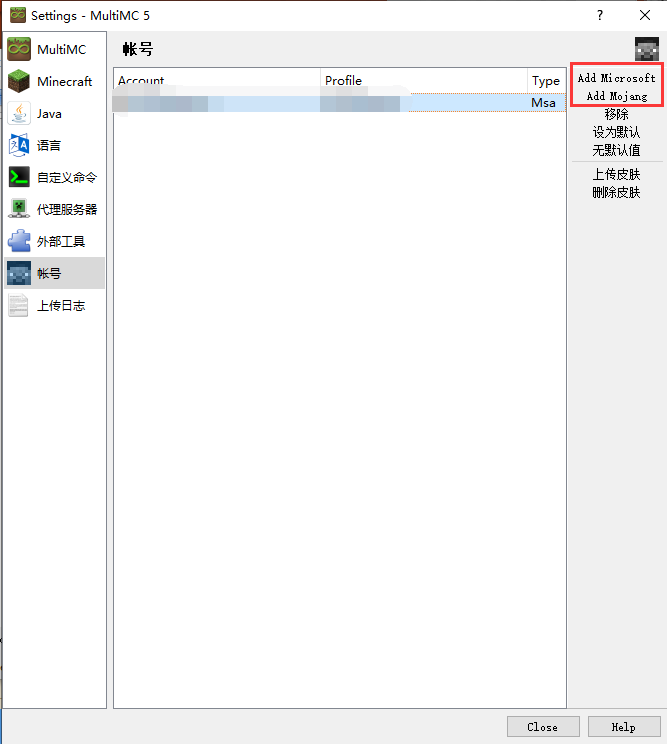 Settings - MultiMC 5
?
MultiMC
Minecraft
Java
语言
自定义命令
代理服务器
外部工具
帐号
上传日志
帐号
Account Profile Type
Msa
Add Microsoft
Add Mojang
移除
设为默认
无默认值
上传皮肤
删除皮肤
Close Help